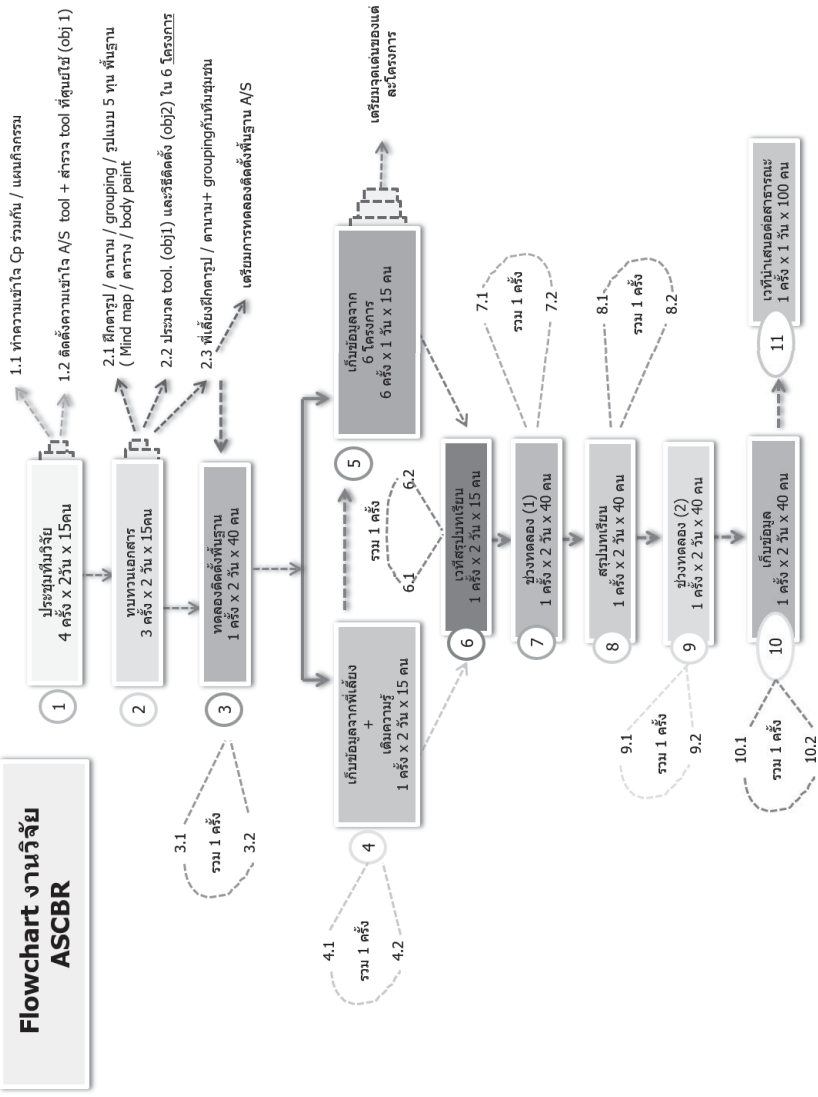 Flowchart งานวิจัย
ASCBR
1
ประชุมทีมวิจัย
4 ครั้ง x 2วัน x 15คน
1.1 ทำความเข้าใจ Cp ร่วมกัน / แผนกิจกรรม
1.2 ติดตั้งความเข้าใจ A/S tool + สำรวจ tool ที่ศูนย์ใช้ (obj 1)
2
ทบทวนเอกสาร
3 ครั้ง x 2 วัน x 15คน
2.1 ฝึกตารูป / ตานาม / grouping / รูปแบบ 5 ทุน พื้นฐาน
( Mind map / ตาราง / body paint
2.2 ประมวล tool. (obj1) และวิธีติดตั้ง (obj2) ใน 6 โครงการ
2.3 พี่เลี้ยงฝึกตารูป / ตานาม+ groupingกับทีมชุมชน
เตรียมการทดลองติดตั้งพื้นฐาน A/S
3
ทดลองติดตั้งพื้นฐาน
1 ครั้ง x 2 วัน x 40 คน
3.1
รวม 1 ครั้ง
3.2
4
เก็บข้อมูลจากพี่เลี้ยง
+
เติมความรู้
1 ครั้ง x 2 วัน x 15 คน
4.1
รวม 1 ครั้ง
4.2
5
เก็บข้อมูลจาก
6 โครงการ
6 ครั้ง x 1 วัน x 15 คน
เตรียมจุดเด่นของแต่
ละโครงการ
6
เวทีสรุปบทเรียน
1 ครั้ง x 2 วัน x 15 คน
รวม 1 ครั้ง
6.1
6.2
7
ช่วงทดลอง (1)
1 ครั้ง x 2 วัน x 40 คน
7.1
รวม 1 ครั้ง
7.2
8
สรุปบทเรียน
1 ครั้ง x 2 วัน x 40 คน
8.1
รวม 1 ครั้ง
8.2
9
ช่วงทดลอง (2)
1 ครั้ง x 2 วัน x 40 คน
9.1
รวม 1 ครั้ง
9.2
10
เก็บข้อมูล
1 ครั้ง x 2 วัน x 40 คน
10.1
รวม 1 ครั้ง
10.2
11
เวทีนำเสนอต่อสาธารณะ
1 ครั้ง x 1 วัน x 100 คน